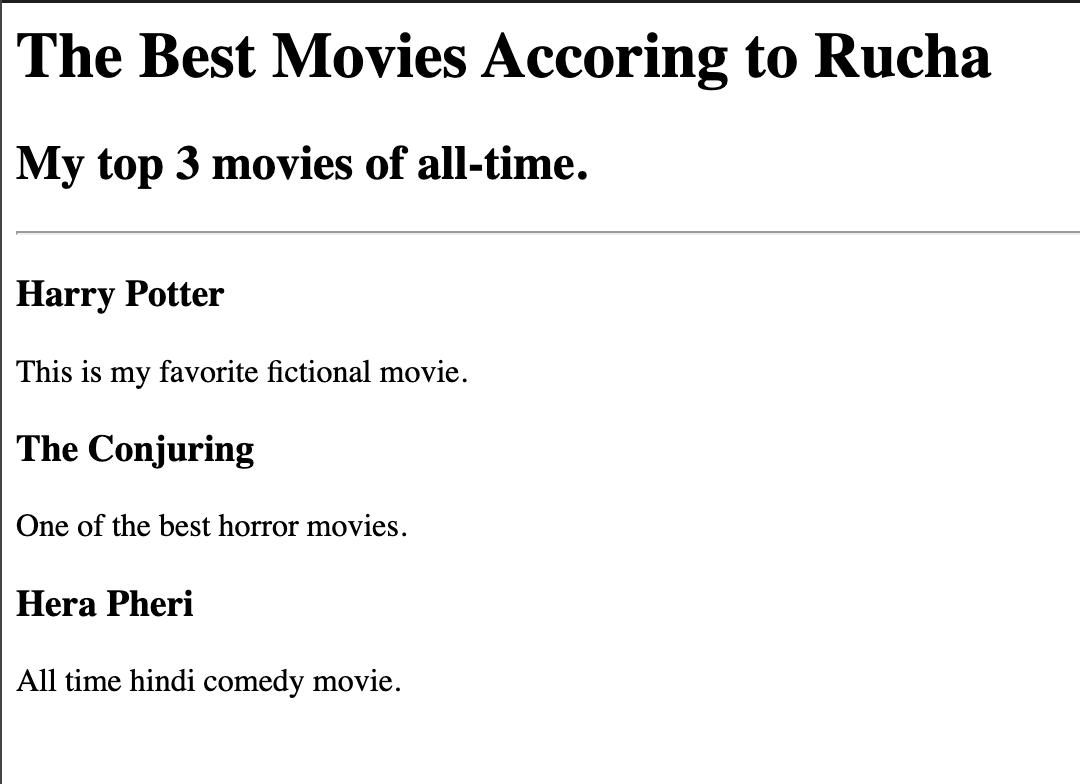 The Best Movies Accoring to Rucha
My top 3 movies of all-time.
Harry Potter
This is my favorite fictional movie.
The Conjuring
One of the best horror movies.
Hera Pheri
All time hindi comedy movie.